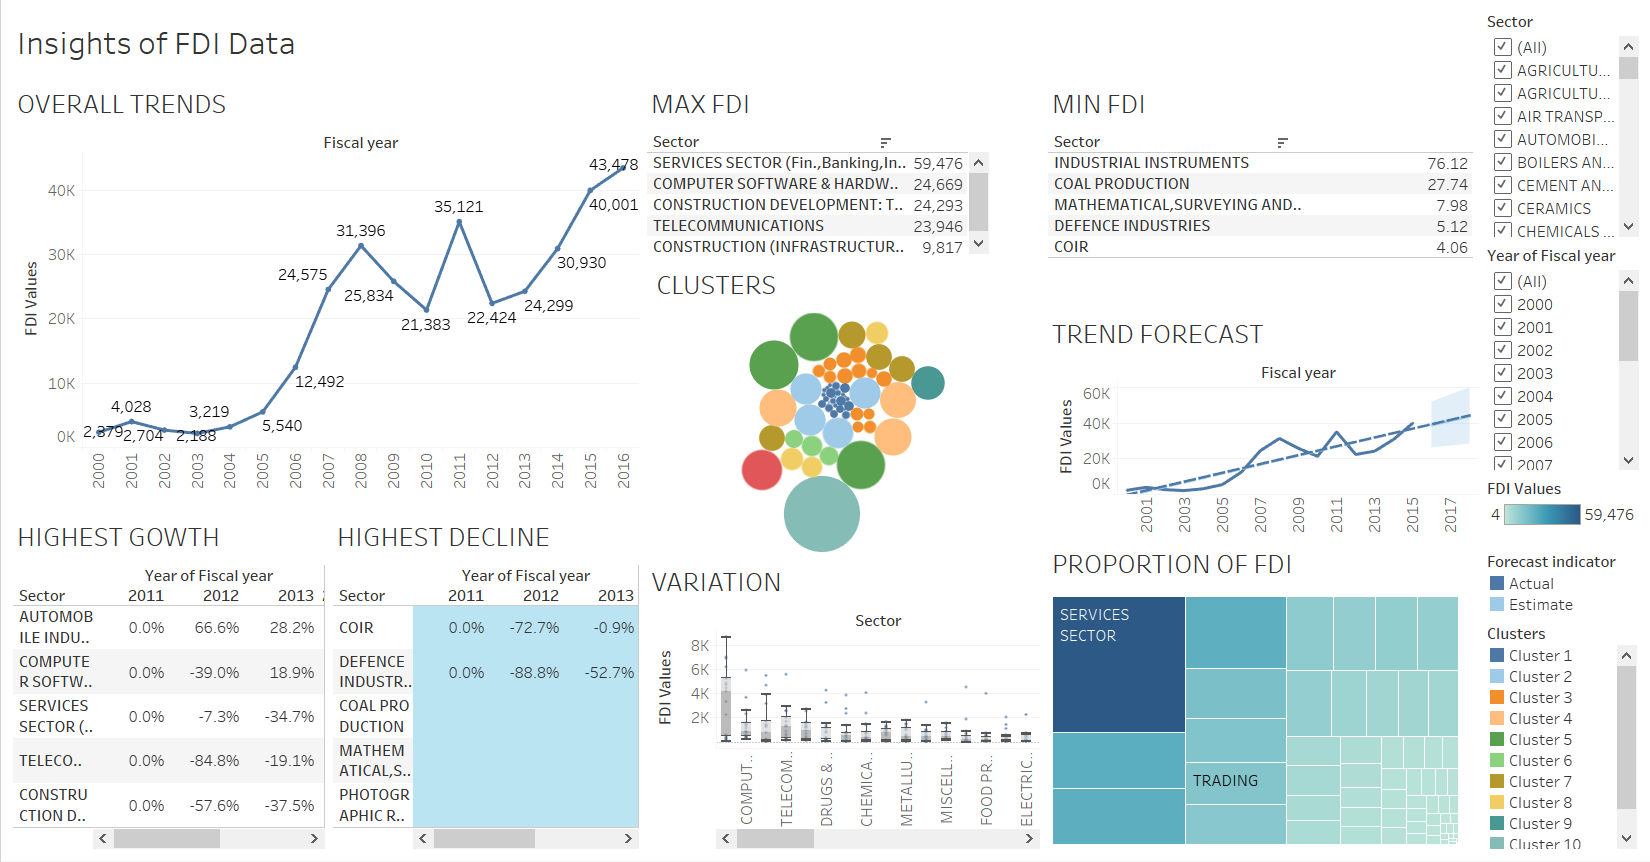 Insights of FDI Data
OVERALL TRENDS
Fiscal year
FDI Values
40K
30K
20K
10K
0K
2,379
4,028
2,704
2,188
3,219
5,540
12,492
24,575
31,396
25,834
21,383
35,121
22,424
24,299
30,930
40,001
43,478
2000
2001
2002
2003
2004
2005
2006
2007
2008
2009
2010
2011
2012
2013
2014
2015
2016
MAX FDI
Sector
SERVICES SECTOR (Fin.,Banking,In.. 59,476
COMPUTER SOFTWARE & HARDW.. 24,669
CONSTRUCTION DEVELOPMENT: T.. 24,293
TELECOMMUNICATIONS 23,946
CONSTRUCTION (INFRASTRUCTUR.. 9,817
MIN FDI
Sector
INDUSTRIAL INSTRUMENTS 76.12
COAL PRODUCTION 27.74
MATHEMATICAL,SURVEYING AND.. 7.98
DEFENCE INDUSTRIES 5.12
COIR 4.06
CLUSTERS
TREND FORECAST
Fiscal year
FDI Values
60K
40K
20K
0K
2001
2003
2005
2007
2009
2011
2013
2015
2017
HIGHEST GOWTH
Year of Fiscal year
Sector 2011 2012 2013
AUTOMOB
ILE INDU.. 0.0% 66.6% 28.2%
COMPUTE
R SOFTW.. 0.0% -39.0% 18.9%
SERVICES
SECTOR (.. 0.0% -7.3% -34.7%
TELECO.. 0.0% -84.8% -19.1%
CONSTRU
CTION D.. 0.0% -57.6% -37.5%
HIGHEST DECLINE
Year of Fiscal year
Sector 2011 2012 2013
COIR 0.0% -72.7% -0.9%
DEFENCE
INDUSTR.. 0.0% -88.8% -52.7%
COAL PRO
DUCTION
MATHEM
ATICAL,S..
PHOTOGR
APHIC R..
VARIATION
Sector
FDI Values
8K
6K
4K
2K
COMPUT..
TELECOM..
DRUGS & ..
CHEMICA..
METALLU..
MISCELL..
FOOD PR..
ELECTRIC..
PROPORTION OF FDI
SERVICES
SECTOR
TRADING
Sector
(All)
AGRICULTU...
AGRICULTU...
AIR TRANSP...
AUTOMOBI...
BOILERS AN...
CEMENT AN...
CERAMICS
CHEMICALS ...
Year of Fiscal year
(All)
2000
2001
2002
2003
2004
2005
2006
2007
FDI Values
4 59,476
Forecast indicator
Actual
Estimate
Clusters
Cluster 1
Cluster 2
Cluster 3
Cluster 4
Cluster 5
Cluster 6
Cluster 7
Cluster 8
Cluster 9
Cluster 10